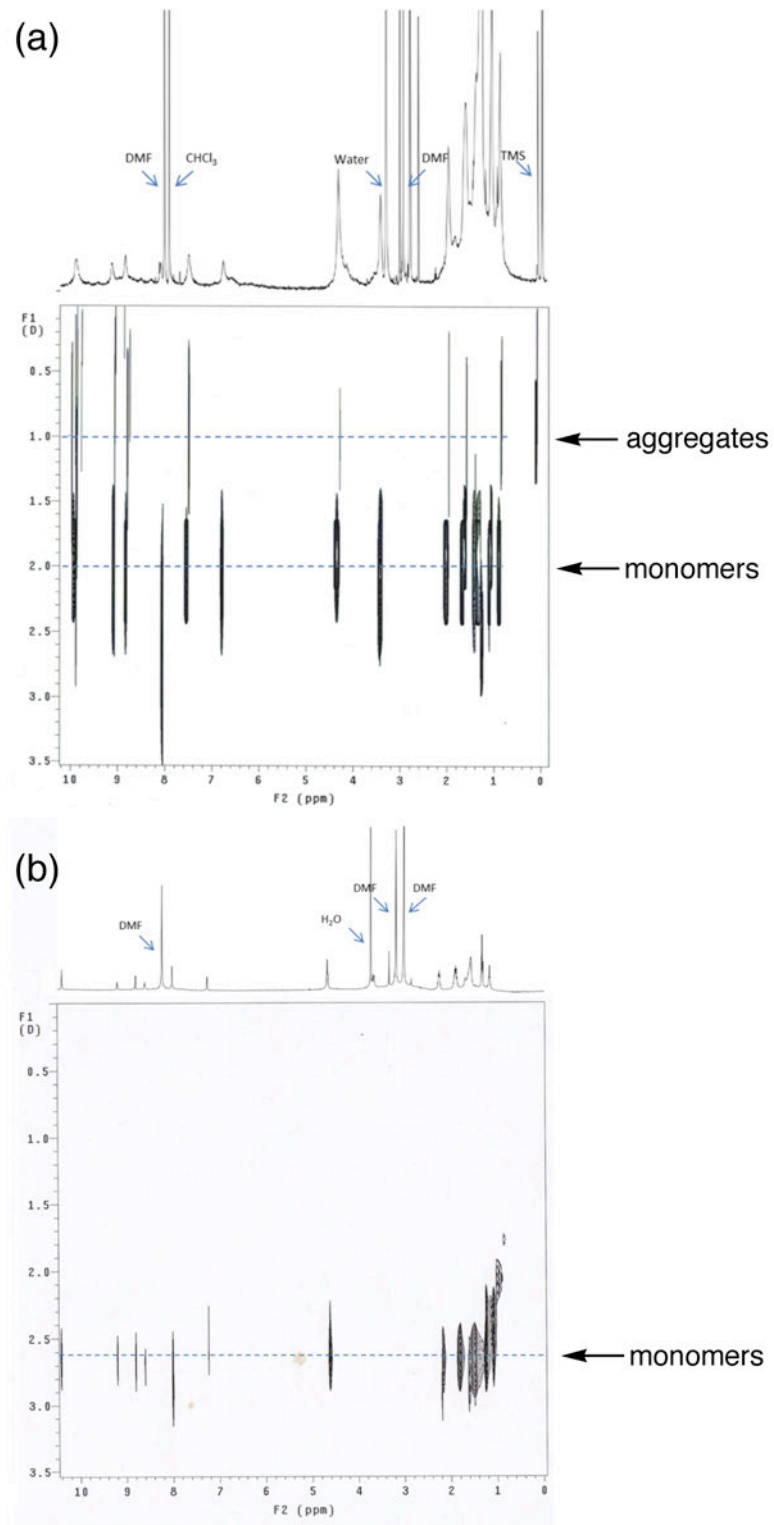 (a)
DMF
CHCl3
Water
DMF
TMS
F1
(D)
0.5
1.0
1.5
2.0
2.5
3.0
3.5
aggregates
monomers
10 9 8 7 6 5 4 3 2 1 0
F2 (ppm)
(b)
DMF
H2O
DMF
DMF
F1
(D)
0.5
1.0
1.5
2.0
2.5
3.0
3.5
monomers
10 9 8 7 6 5 4 3 2 1 0
F2 (ppm)